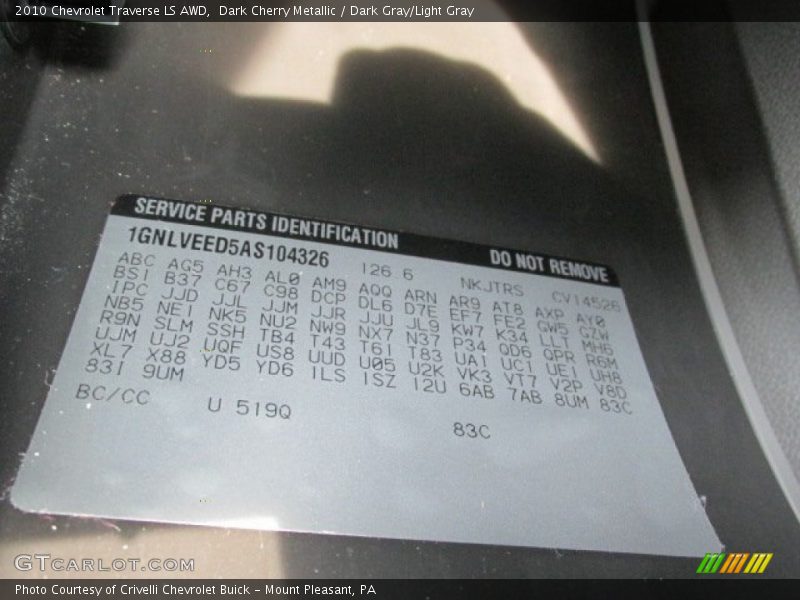 2010 Chevrolet Traverse LS AWD,  Dark Cherry Metallic / Dark Gray/Light Gray
SERVICE PARTS IDENTIFICATION DO NOT REMOVE
1GNLVEED5AS104326 126 6 NKJTRS CV14526
ABC AG5 AH3 AL0 AM9 AQQ ARN AR9 AT8 AXP AY0
BS1 B37 C67 C98 DCP DL6 D7E EF7 FE2 GW5 GZW
IPC JJD JJL JJM JJR JJU JL9 KW7 K34 LLT MH6
NB5 NE1 NK5 NU2 NW9 NX7 N37 P34 QD6 QPR R6M
R9N SLM SSH TB4 T43 T61 T83 UA1 UC1 UE1 UH8
UJM UJ2 UQF US8 UUD U05 U2K VK3 VT7 V2P V8D
XL7 X88 YD5 YD6 1LS 1SZ 12U 6AB 7AB 8UM 83C
83I 9UM
BC/CC U 519Q 83C
GTCARLOT.COM
Photo Courtesy of Crivelli Chevrolet Buick – Mount Pleasant, PA